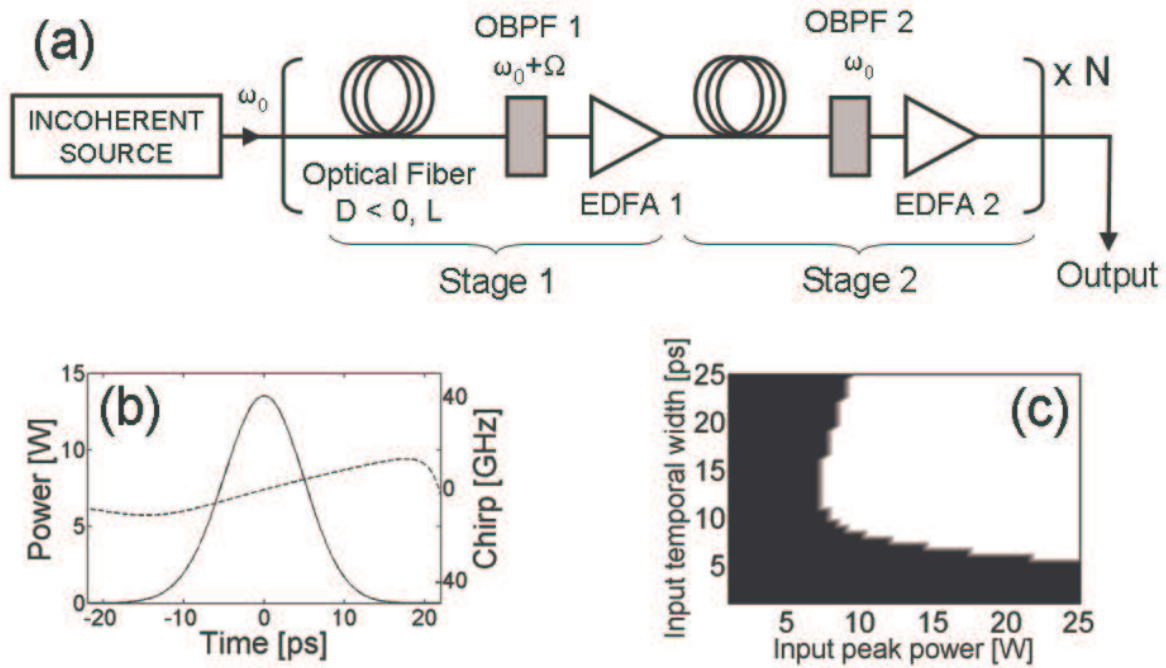 (a)
OBPF 1
OBPF 2
ω₀+Ω
ω₀
x N
ω₀
INCOHERENT
SOURCE
Optical Fiber
D < 0, L
EDFA 1
EDFA 2
Stage 1
Stage 2
Output
(b)
15
10
5
0
Power [W]
40
0
-40
Chirp [GHz]
-20
-10
0
10
20
Time [ps]
(c)
25
20
15
10
5
Input temporal width [ps]
5
10
15
20
25
Input peak power [W]